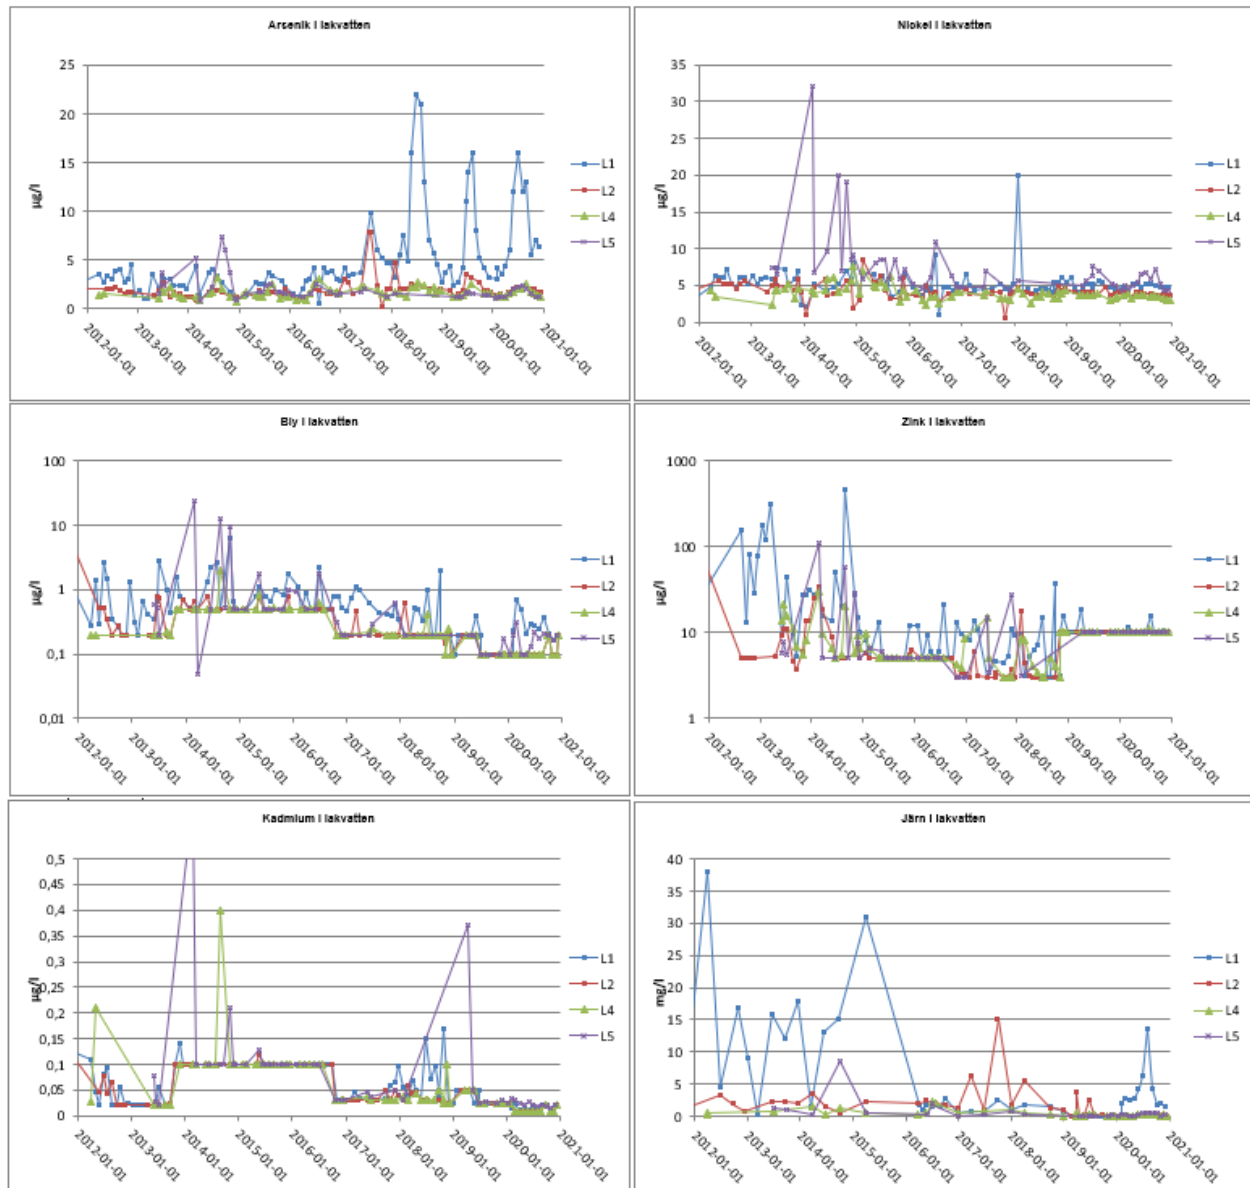 Arsenik i lakvatten
25
20
15
10
5
0
µg/l
2012-01-01
2013-01-01
2014-01-01
2015-01-01
2016-01-01
2017-01-01
2018-01-01
2019-01-01
2020-01-01
2021-01-01
L1
L2
L4
L5
Nickel i lakvatten
35
30
25
20
15
10
5
0
µg/l
2012-01-01
2013-01-01
2014-01-01
2015-01-01
2016-01-01
2017-01-01
2018-01-01
2019-01-01
2020-01-01
2021-01-01
L1
L2
L4
L5
Bly i lakvatten
100
10
1
0,1
0,01
µg/l
2012-01-01
2013-01-01
2014-01-01
2015-01-01
2016-01-01
2017-01-01
2018-01-01
2019-01-01
2020-01-01
2021-01-01
L1
L2
L4
L5
Zink i lakvatten
1000
100
10
1
µg/l
2012-01-01
2013-01-01
2014-01-01
2015-01-01
2016-01-01
2017-01-01
2018-01-01
2019-01-01
2020-01-01
2021-01-01
L1
L2
L4
L5
Kadmium i lakvatten
0,5
0,45
0,4
0,35
0,3
0,25
0,2
0,15
0,1
0,05
0
µg/l
2012-01-01
2013-01-01
2014-01-01
2015-01-01
2016-01-01
2017-01-01
2018-01-01
2019-01-01
2020-01-01
2021-01-01
L1
L2
L4
L5
Järn i lakvatten
40
35
30
25
20
15
10
5
0
mg/l
2012-01-01
2013-01-01
2014-01-01
2015-01-01
2016-01-01
2017-01-01
2018-01-01
2019-01-01
2020-01-01
2021-01-01
L1
L2
L4
L5